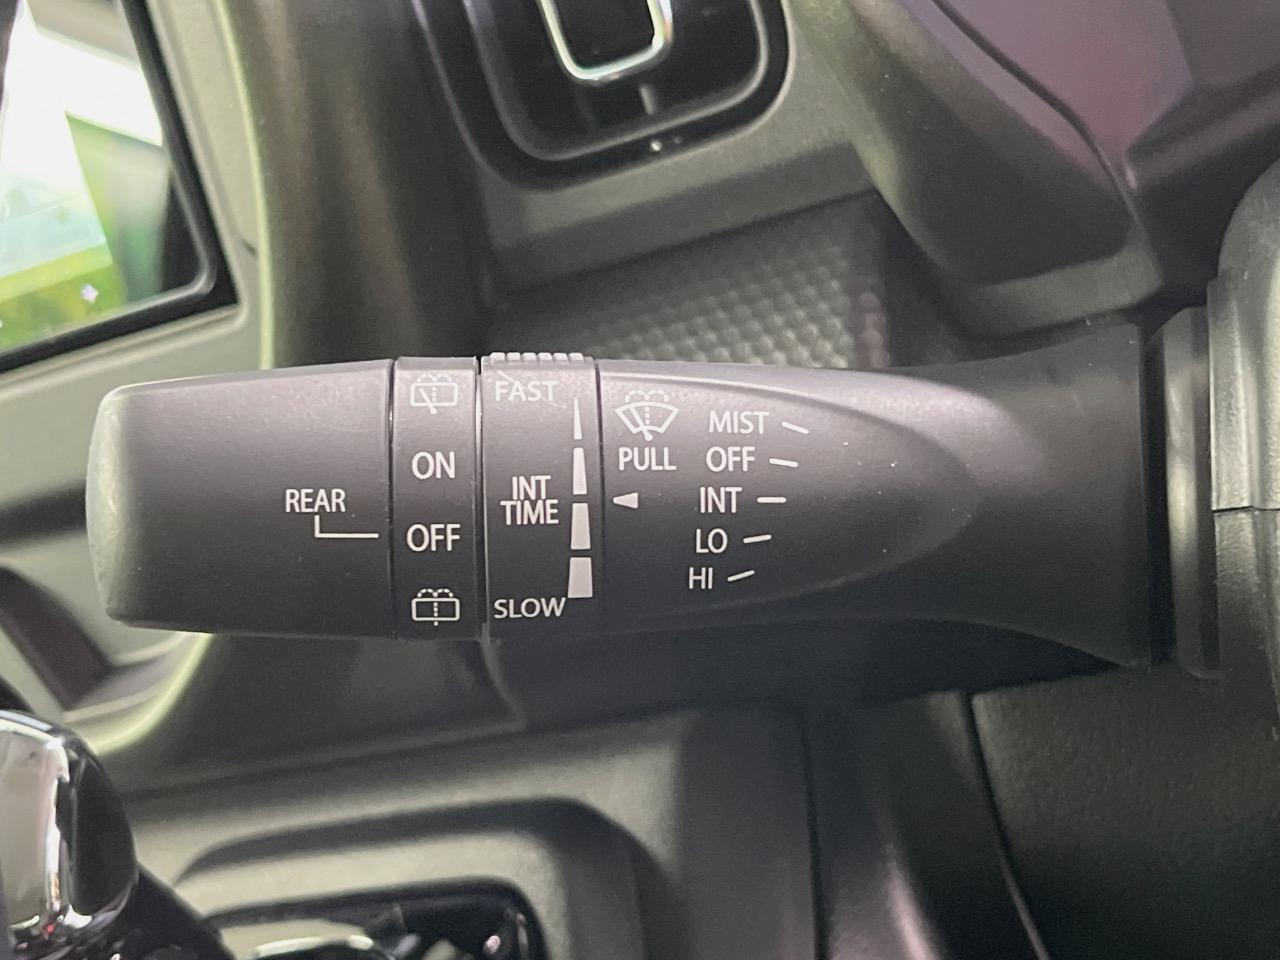 REAR
ON
OFF
FAST
INT
TIME
SLOW
PULL
MIST
OFF
INT
LO
HI